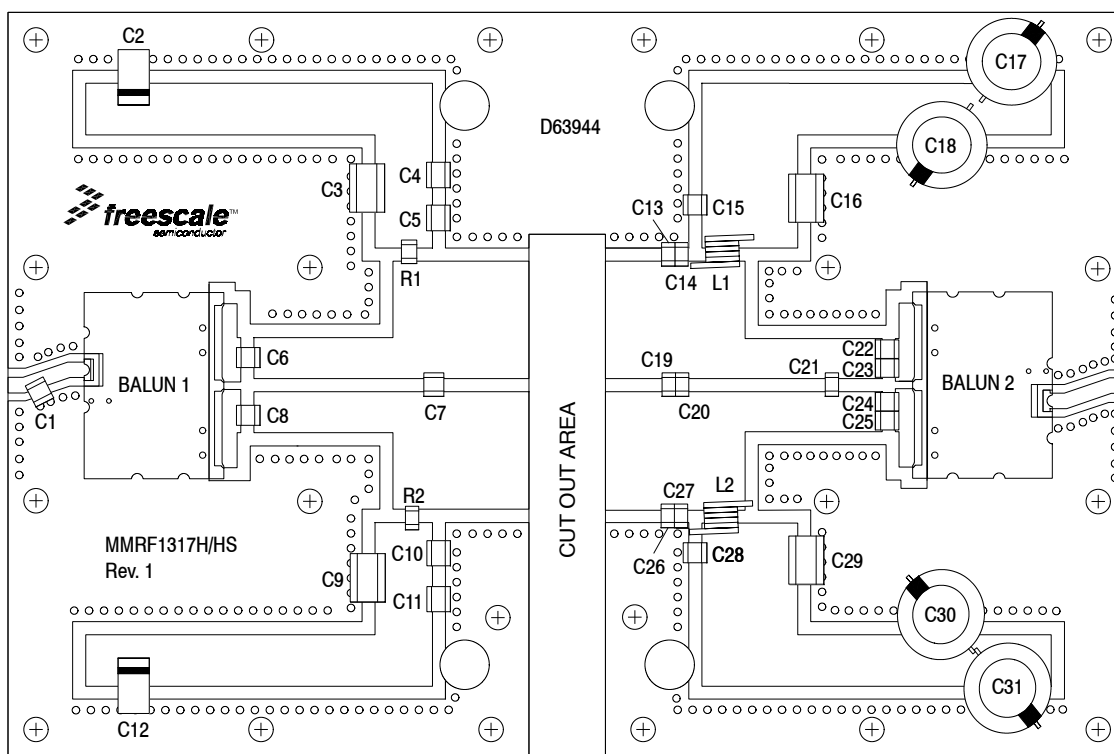 C2
C17
D63944
C18
C3
C4
C5
C13
C15
C16
freescale™
semiconductor
R1
C14
L1
BALUN 1
C6
C19
C21
C22
C23
BALUN 2
C1
C8
C7
C20
C24
C25
CUT OUT AREA
R2
C27
L2
MMRF1317H/HS
Rev. 1
C10
C26
C28
C29
C9
C11
C30
C31
C12